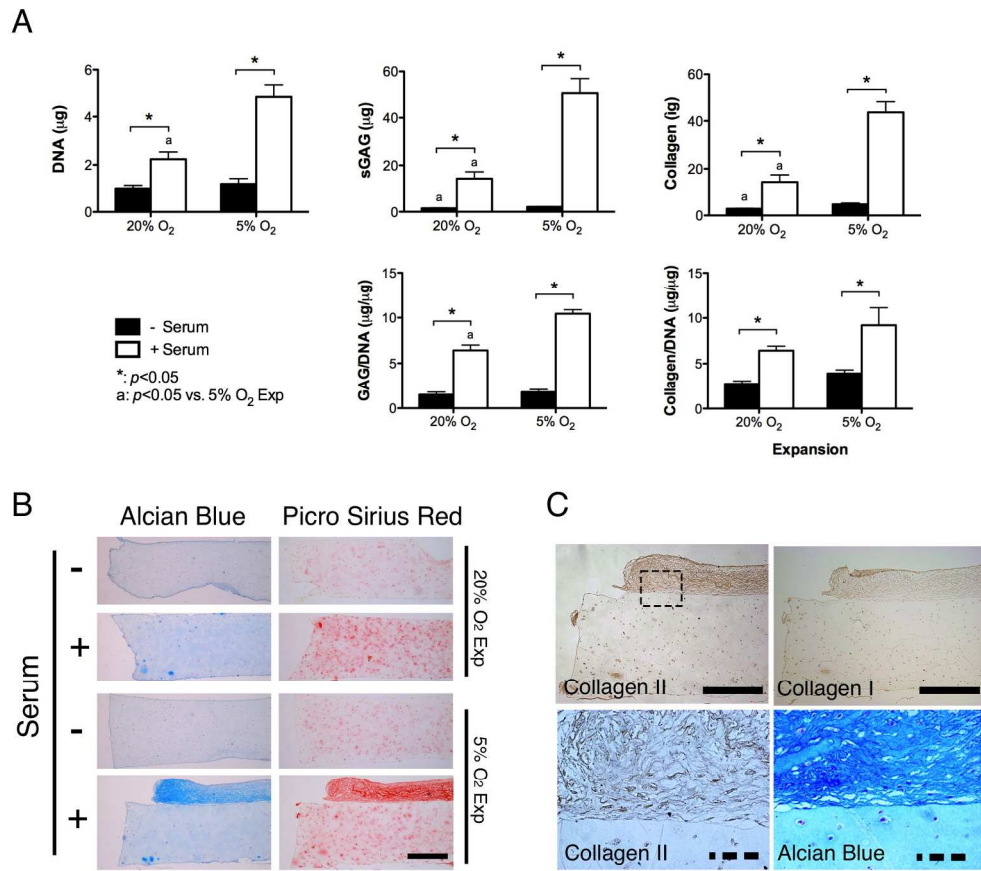 A
DNA (µg)
6
4
2
0
*
*
a
20% O2
5% O2
sGAG (µg)
60
40
20
0
*
*
a
a
20% O2
5% O2
Collagen (ig)
60
40
20
0
*
*
a
a
20% O2
5% O2
- Serum
+ Serum
*: p<0.05
a: p<0.05 vs. 5% O2 Exp
GAG/DNA (µg/µg)
15
10
5
0
*
*
a
20% O2
5% O2
Collagen/DNA (µg/µg)
15
10
5
0
*
*
20% O2
5% O2
Expansion
B
Alcian Blue
Picro Sirius Red
Serum
-
+
-
+
20% O2 Exp
5% O2 Exp
C
Collagen II
Collagen I
Collagen II
Alcian Blue